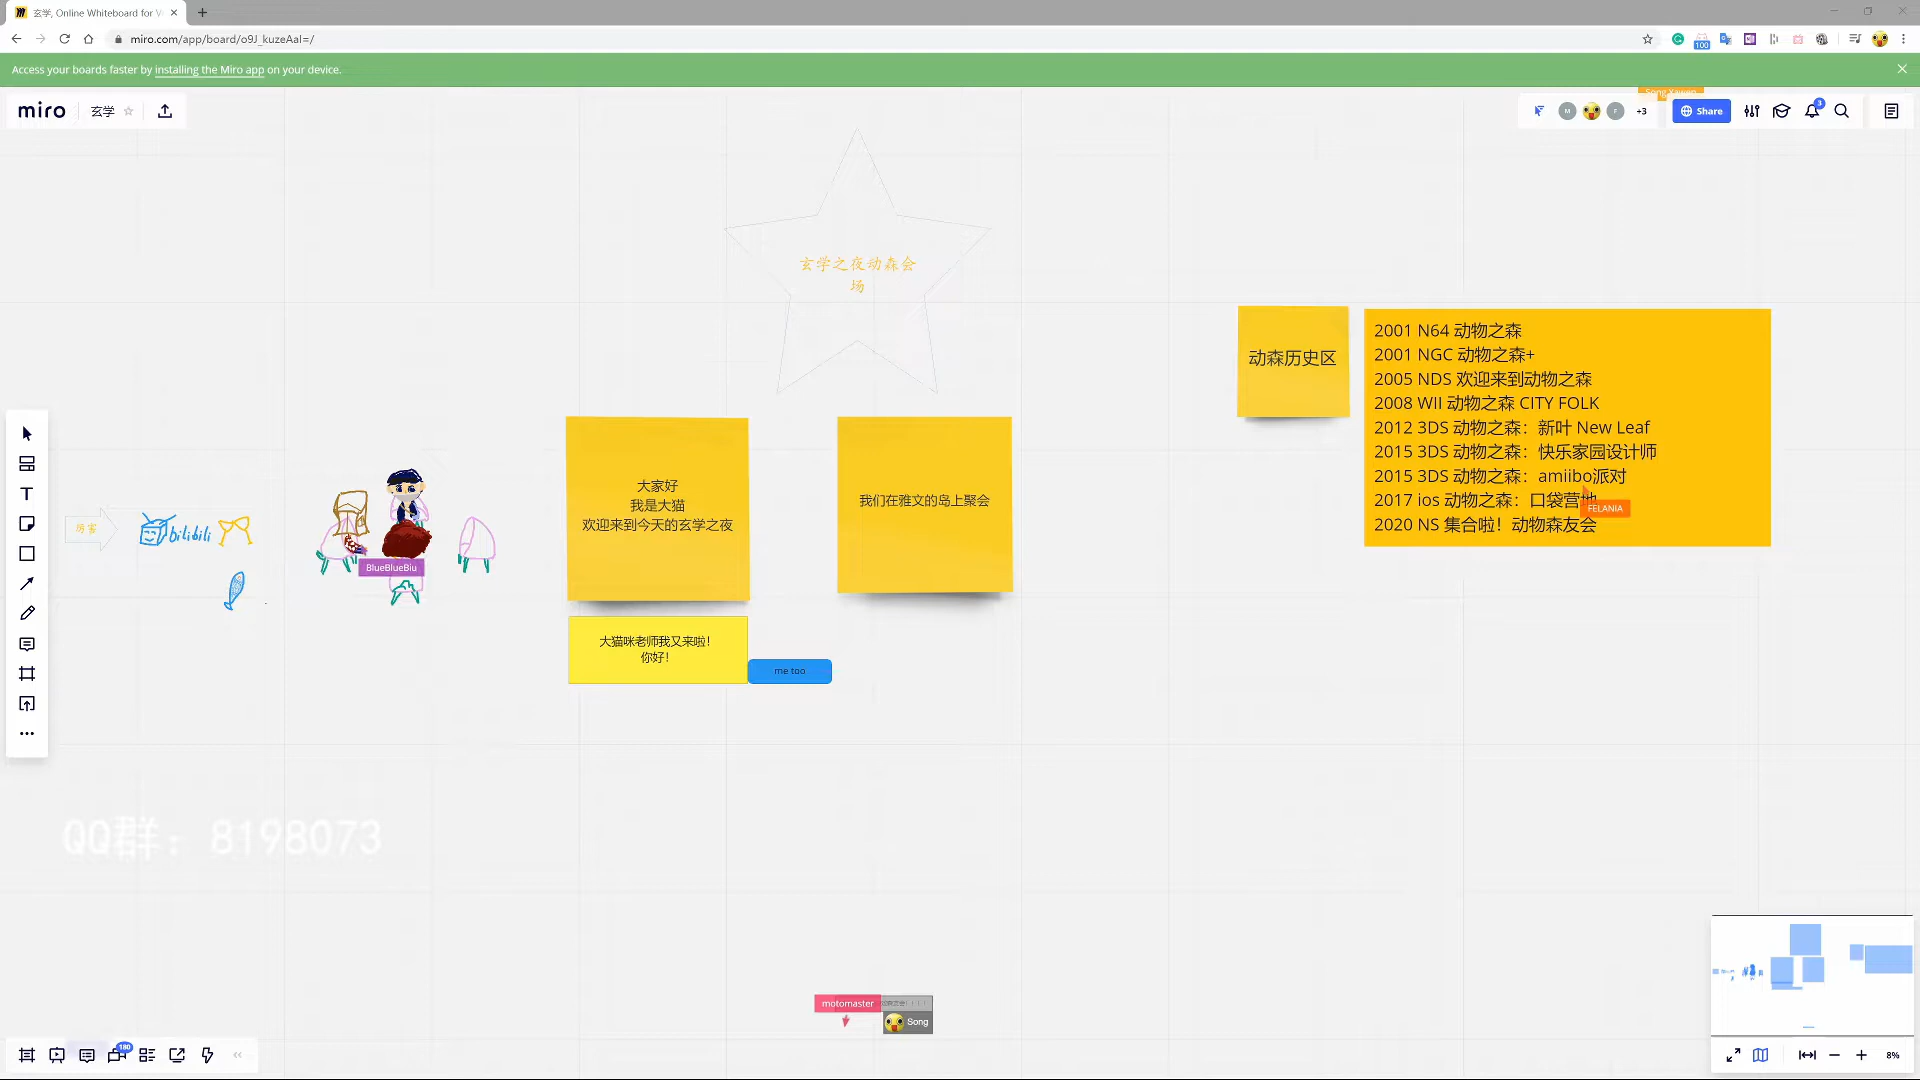 玄学, Online Whiteboard for V
miro.com/app/board/o9J_kuzeAaI=/
100
Access your boards faster by installing the Miro app on your device.
miro
玄学
M
F
+3
Share
3
玄学之夜动森会
场
动森历史区
2001 N64 动物之森
2001 NGC 动物之森+
2005 NDS 欢迎来到动物之森
2008 WII 动物之森 CITY FOLK
2012 3DS 动物之森：新叶 New Leaf
2015 3DS 动物之森：快乐家园设计师
2015 3DS 动物之森：amiibo派对
2017 ios 动物之森：口袋营地
FELANIA
2020 NS 集合啦！动物森友会
大家好
我是大猫
欢迎来到今天的玄学之夜
我们在雅文的岛上聚会
厉害
bilibili
BlueBlueBiu
大猫咪老师我又来啦！
你好！
me too
QQ群：8198073
motomaster
Song
180
8%